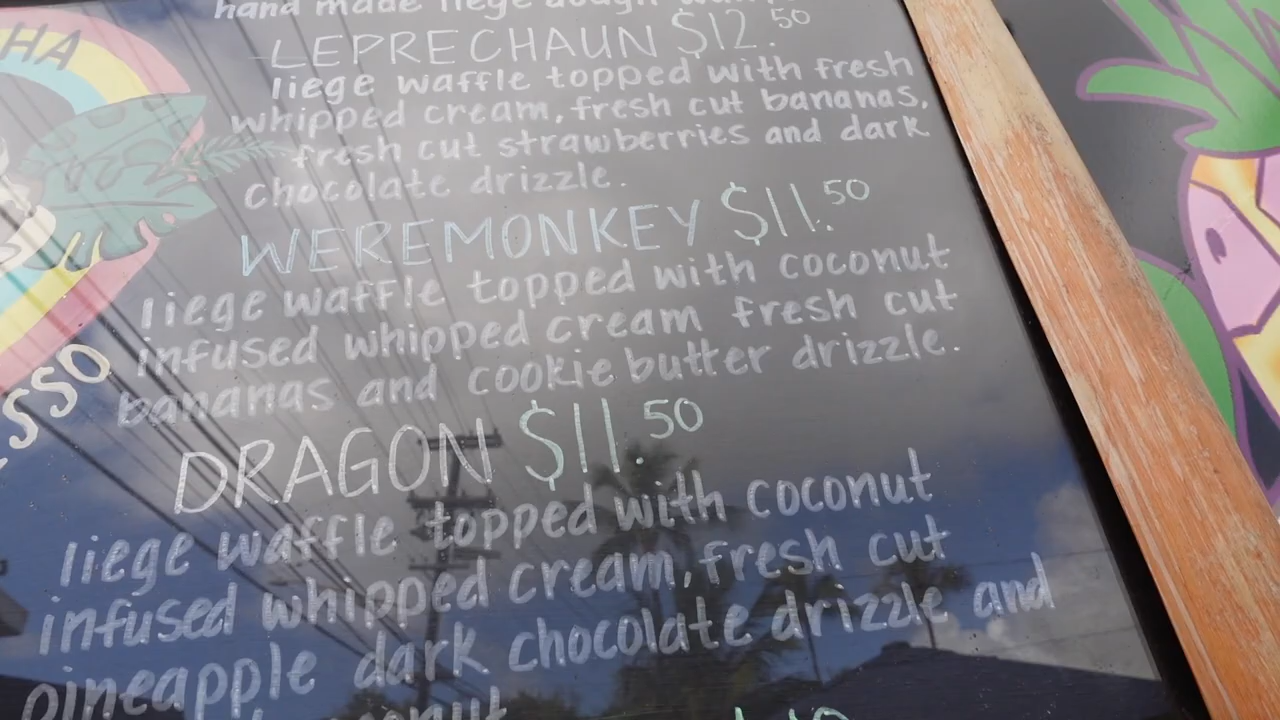 HA
SSO
hand made liege dough
LEPRECHAUN $12.50
liege waffle topped with fresh
whipped cream, fresh cut bananas,
fresh cut strawberries and dark
chocolate drizzle.
WEREMONKEY $11.50
liege waffle topped with coconut
infused whipped cream fresh cut
bananas and cookie butter drizzle.
DRAGON $11.50
liege waffle topped with coconut
infused whipped cream, fresh cut
pineapple dark chocolate drizzle and